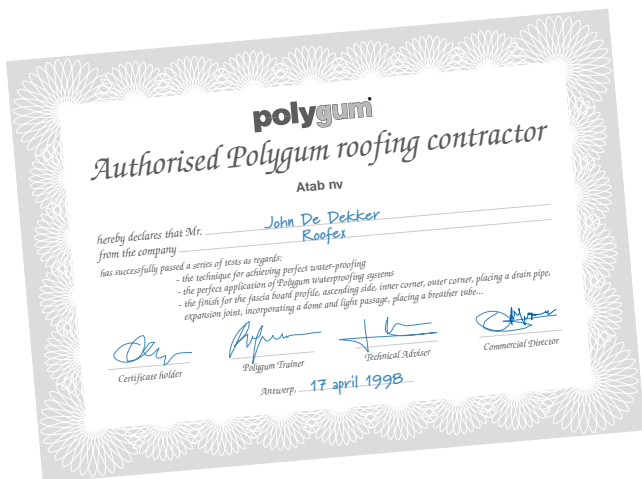 polygum
Authorised Polygum roofing contractor
Atab nv
hereby declares that Mr. John De Dekker
from the company Roofex
has successfully passed a series of tests as regards:
- the technique for achieving perfect water-proofing
- the perfect application of Polygum waterproofing systems
- the finish for the fascia board profile, ascending side, inner corner, outer corner, placing a drain pipe,
expansion joint, incorporating a dome and light passage, placing a breather tube...
Certificate holder Polygum Trainer Technical Adviser Commercial Director
Antwerp, 17 april 1998